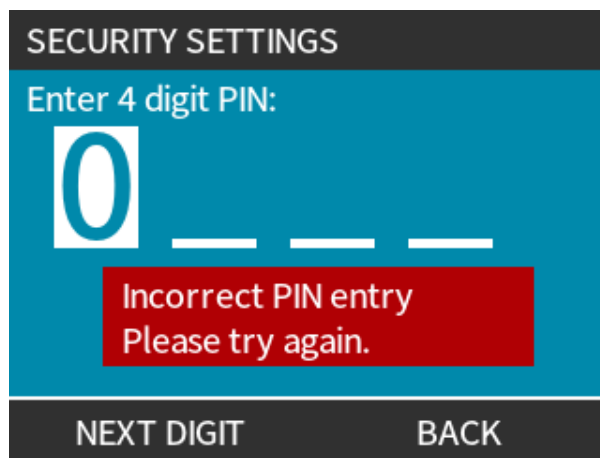 SECURITY SETTINGS
Enter 4 digit PIN:
0 _ _ _
Incorrect PIN entry
Please try again.
NEXT DIGIT BACK